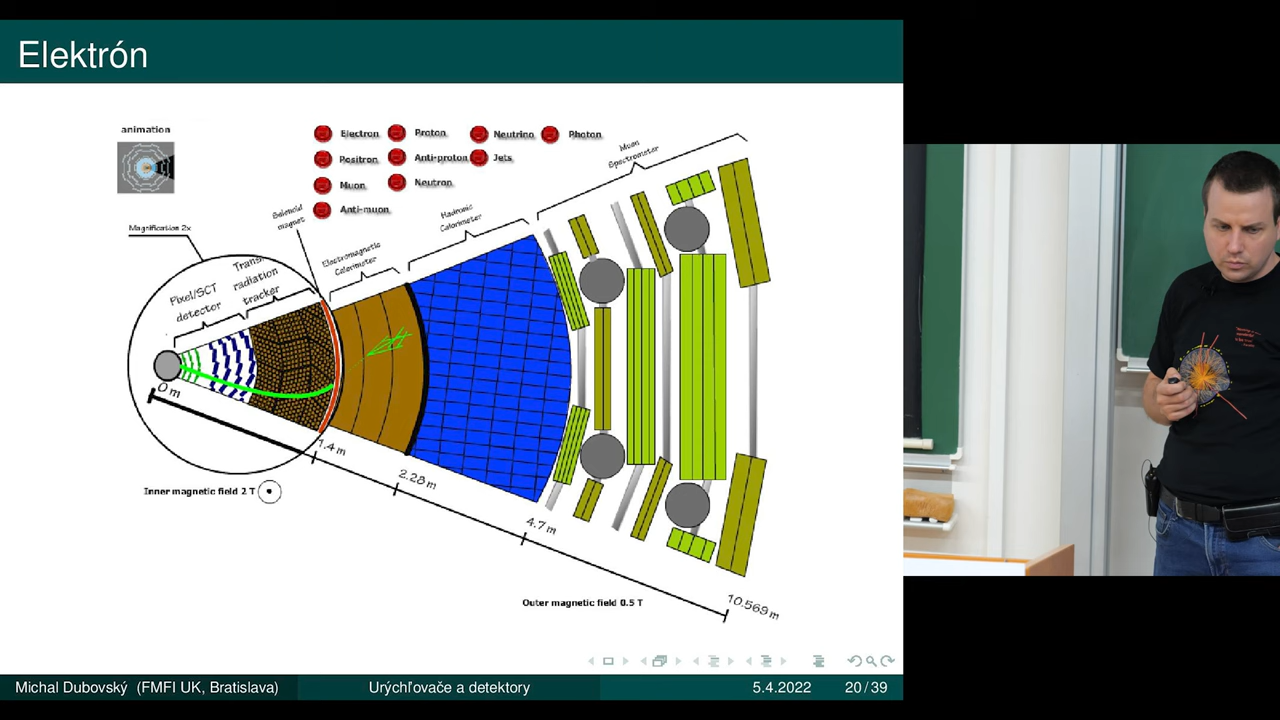 Elektrón
animation
Electron
Proton
Neutrino
Photon
Positron
Anti-proton
Jets
Muon
Neutron
Anti-muon
Muon
Spectrometer
Hadronic
Calorimeter
Solenoid
magnet
Electromagnetic
Calorimeter
Magnification 2x
Pixel/SCT
detector
radiation
tracker
0 m
1.4 m
2.28 m
4.7 m
10.569 m
Inner magnetic field 2 T
Outer magnetic field 0.5 T
Michal Dubovský (FMFI UK, Bratislava)
Urýchľovače a detektory
5.4.2022
20 / 39